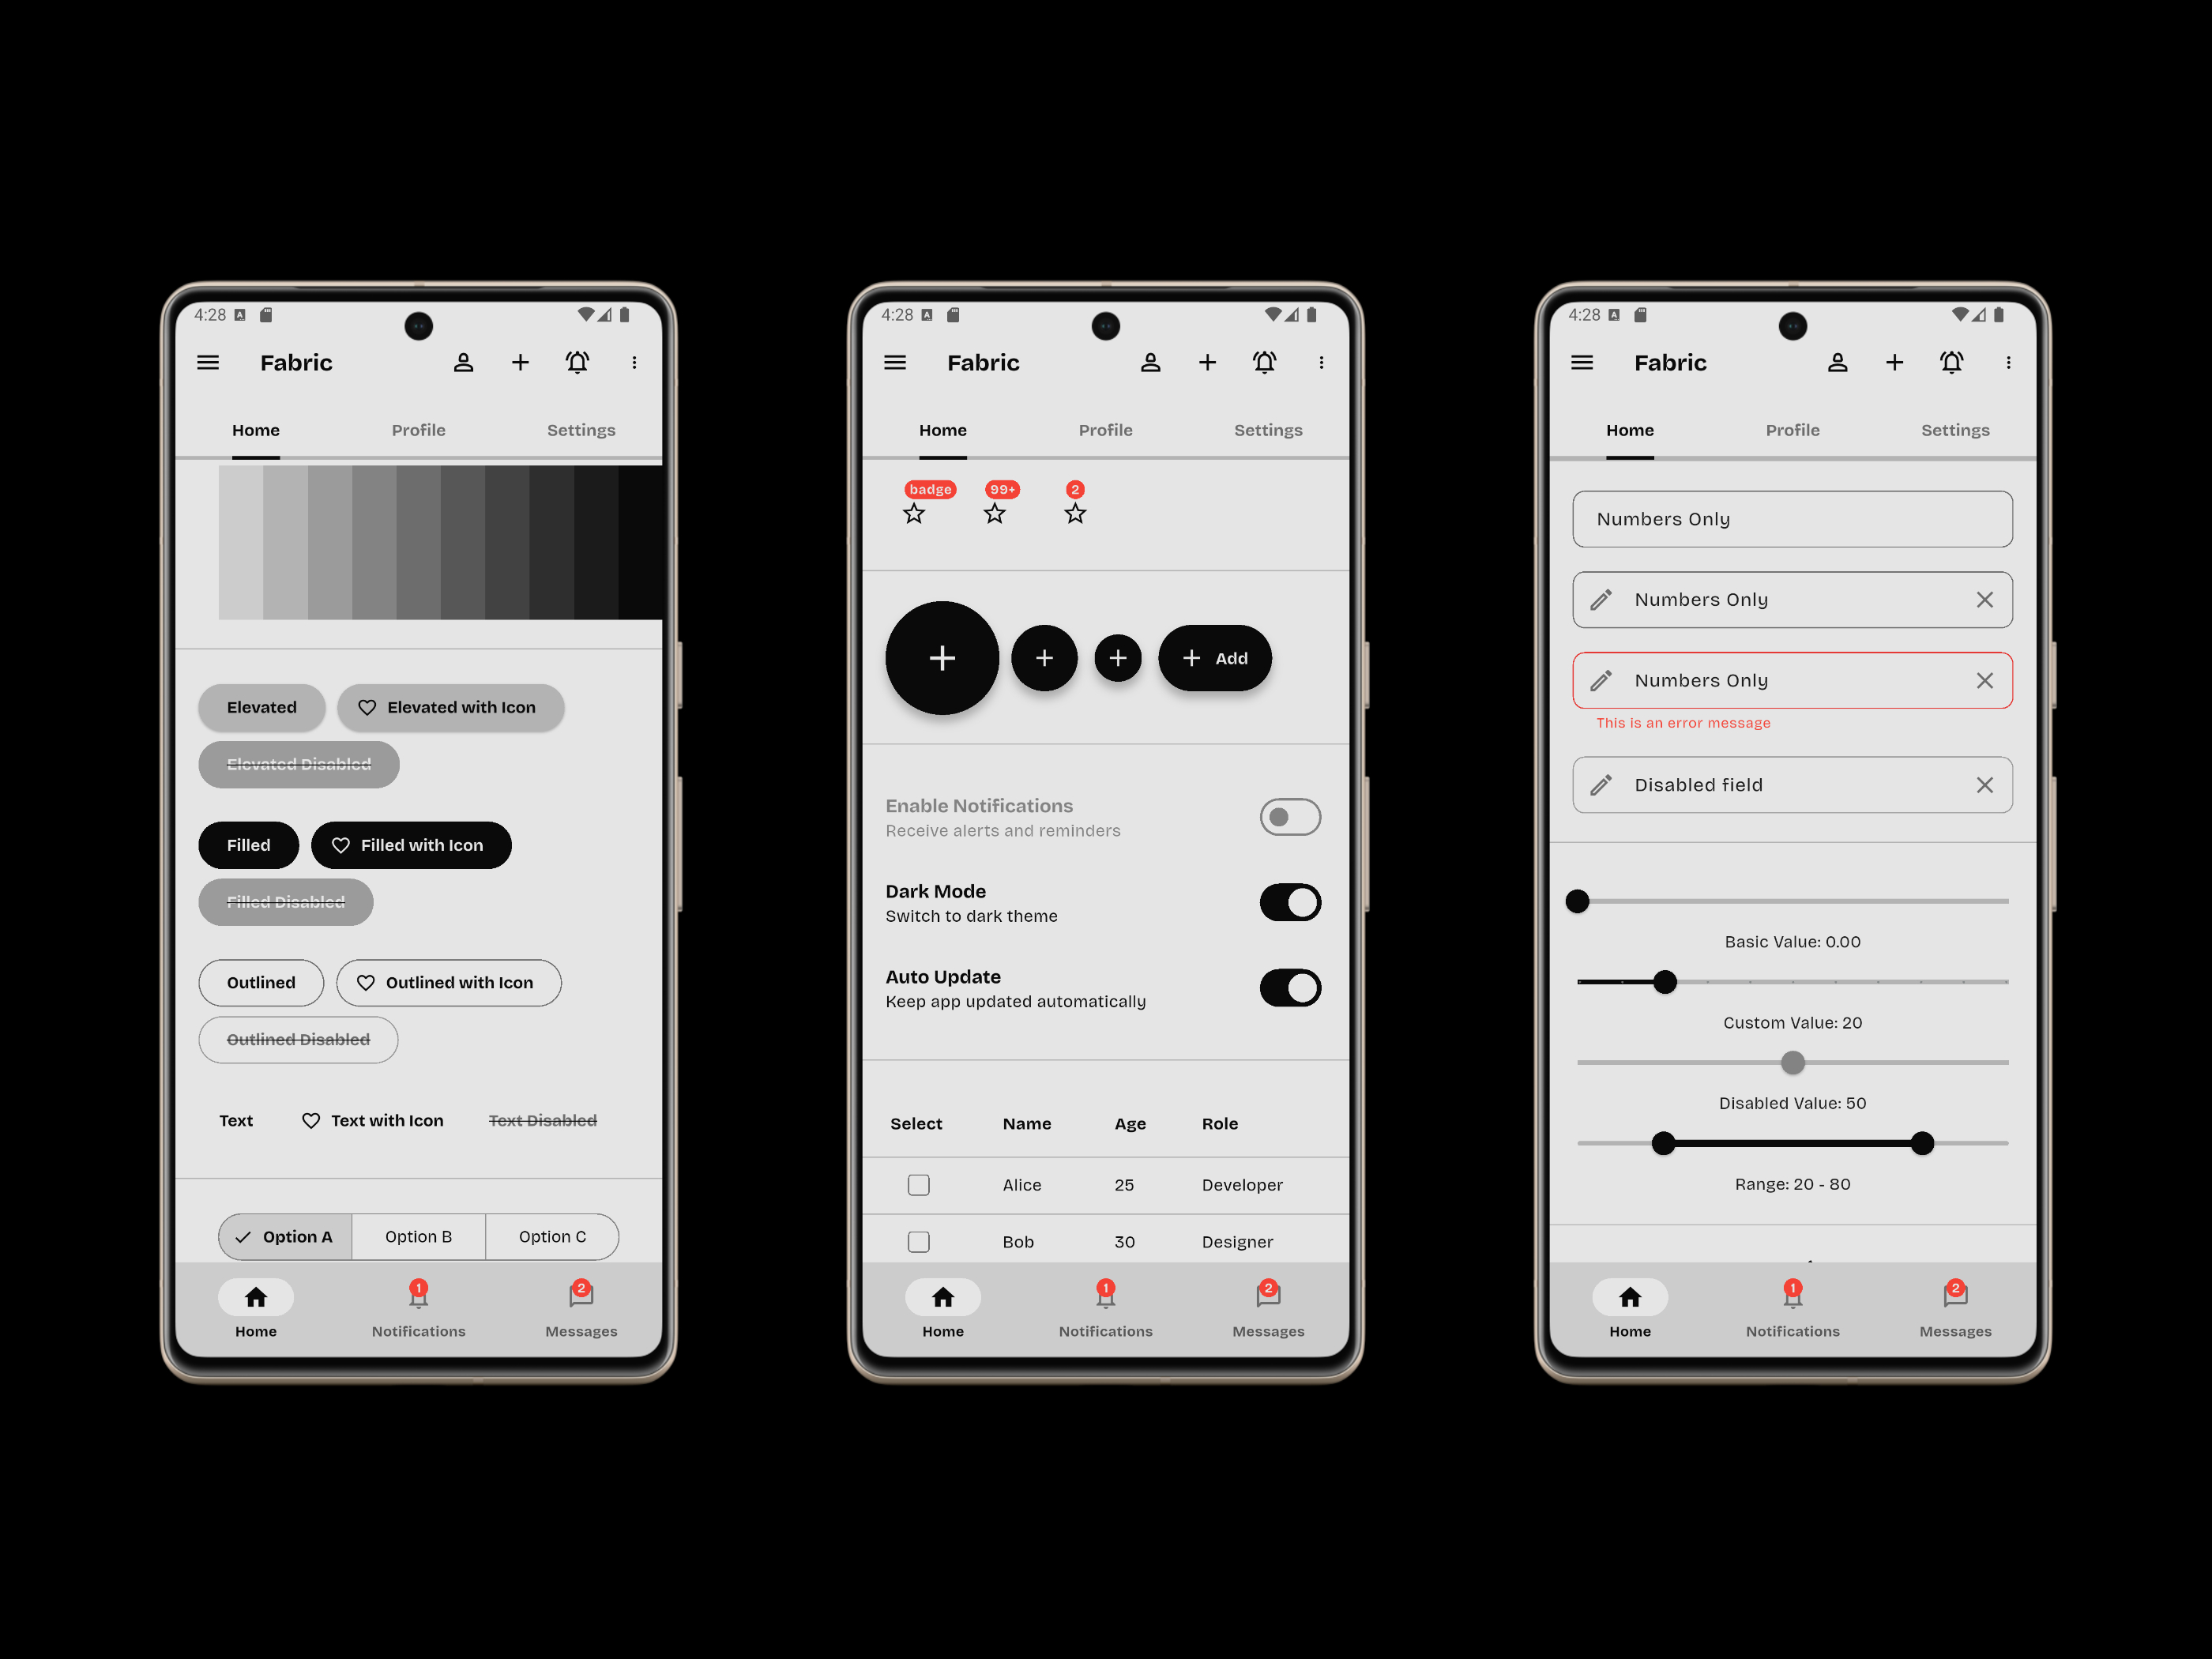 4:28
Fabric
Home Profile Settings
Elevated Elevated with Icon
Elevated Disabled
Filled Filled with Icon
Filled Disabled
Outlined Outlined with Icon
Outlined Disabled
Text Text with Icon Text Disabled
Option A Option B Option C
1 2
Home Notifications Messages
4:28
Fabric
Home Profile Settings
badge 99+ 2
Add
Enable Notifications
Receive alerts and reminders
Dark Mode
Switch to dark theme
Auto Update
Keep app updated automatically
Select Name Age Role
Alice 25 Developer
Bob 30 Designer
1 2
Home Notifications Messages
4:28
Fabric
Home Profile Settings
Numbers Only
Numbers Only
Numbers Only
This is an error message
Disabled field
Basic Value: 0.00
Custom Value: 20
Disabled Value: 50
Range: 20 - 80
1 2
Home Notifications Messages